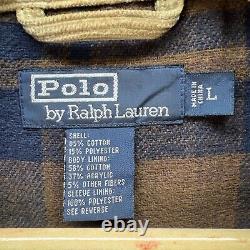 Polo
by Ralph Lauren
MADE IN
CHINA
L
SHELL:
85% COTTON
15% POLYESTER
BODY LINING:
58% COTTON
37% ACRYLIC
5% OTHER FIBERS
SLEEVE LINING:
100% POLYESTER
SEE REVERSE